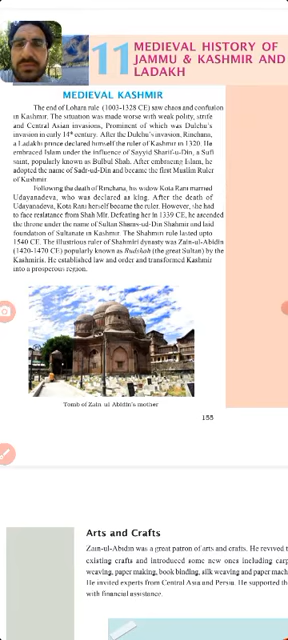 11
MEDIEVAL HISTORY OF
JAMMU & KASHMIR AND
LADAKH
MEDIEVAL KASHMIR
The end of Lohara rule (1003-1328 CE) saw chaos and confusion
in Kashmir. The situation was made worse with weak polity, strife
and Central Asian invasions, Prominent of which was Dulchu's
invasion in early 14th century. After the Dulchu's invasion, Rinchana,
a Ladakhi prince declared himself the ruler of Kashmir in 1320. He
embraced Islam under the influence of Sayyid Sharif-u-Din, a Sufi
saint, popularly known as Bulbul Shah. After embracing Islam, he
adopted the name of Sadr-ud-Din and became the first Muslim Ruler
of Kashmir.
Following the death of Rinchana, his widow Kota Rani married
Udayanadeva, who was declared as king. After the death of
Udayanadeva, Kota Rani herself became the ruler. However, she had
to face resistance from Shah Mir. Defeating her in 1339 CE, he ascended
the throne under the name of Sultan Shams-ud-Din Shahmir and laid
foundation of Sultanate in Kashmir. The Shahmiri rule lasted upto
1540 CE. The illustrious ruler of Shahmiri dynasty was Zain-ul-Abidin
(1420-1470 CE) popularly known as Budshah (the great Sultan) by the
Kashmiris. He established law and order and transformed Kashmir
into a prosperous region.
Tomb of Zain-ul Abidin's mother
155
Arts and Crafts
Zain-ul-Abidin was a great patron of arts and crafts. He revived t
existing crafts and introduced some new ones including carp
weaving, paper making, book binding, silk weaving and paper mach
He invited experts from Central Asia and Persia. He supported th
with financial assistance.